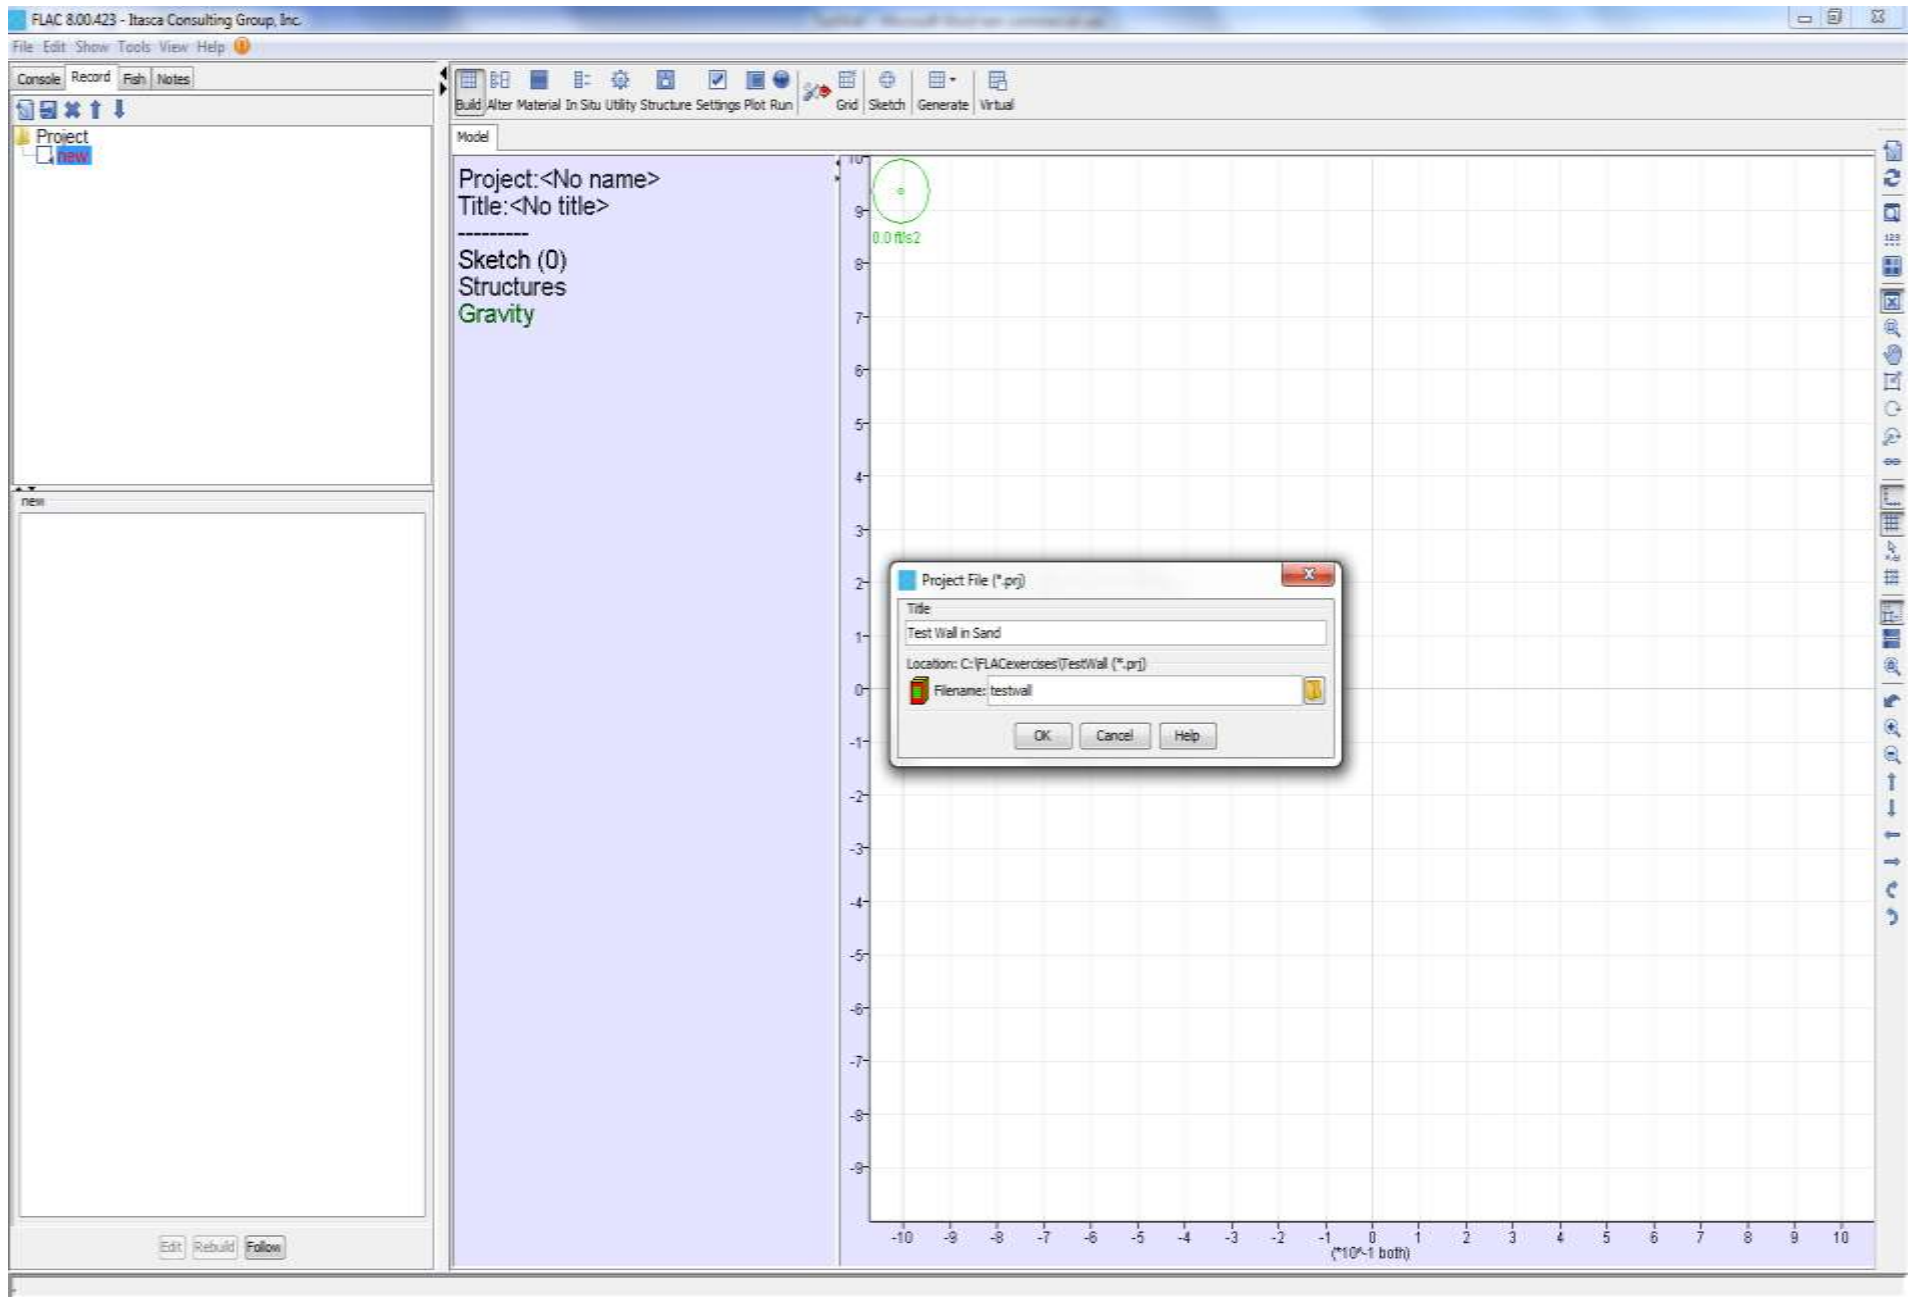 FLAC 8.00.423 - Itasca Consulting Group, Inc.
File Edit Show Tools View Help
Console Record Fish Notes
Build Alter Material In Situ Utility Structure Settings Plot Run Grid Sketch Generate Virtual
Project
new
Model
Project:<No name>
Title:<No title>
---------
Sketch (0)
Structures
Gravity
0.0 ft/s2
10
9
8
7
6
5
4
3
2
1
0
-1
-2
-3
-4
-5
-6
-7
-8
-9
new
Project File (*.prj)
Title
Test Wall in Sand
Location: C:\FLACexercises\TestWall (*.prj)
Filename: testwall
OK Cancel Help
123
-10 -9 -8 -7 -6 -5 -4 -3 -2 -1 0 1 2 3 4 5 6 7 8 9 10
(*10^-1 both)
Edit Rebuild Follow